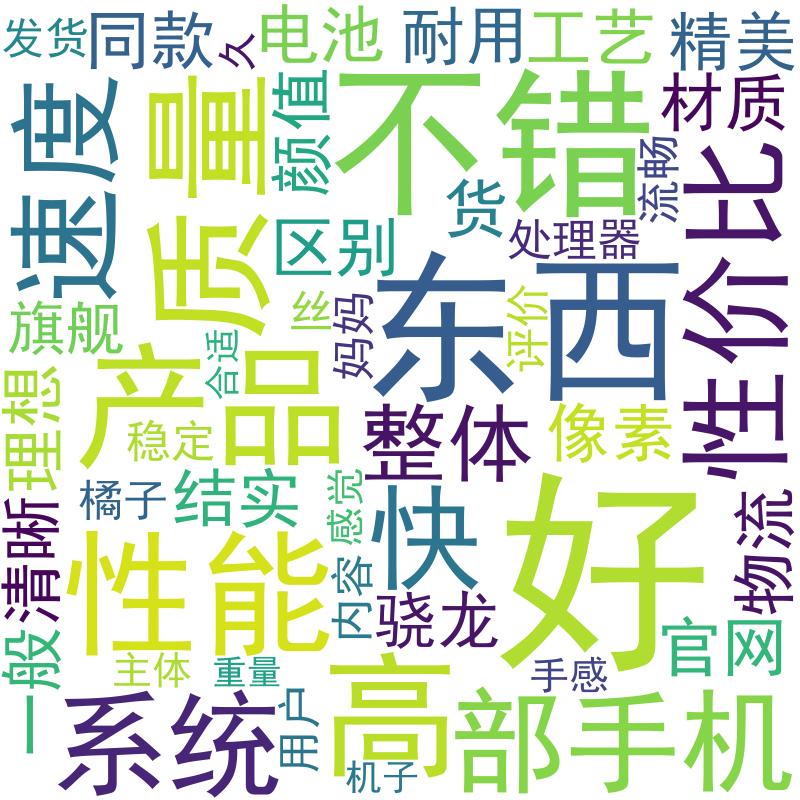 发货
同款
久
电池
耐用
工艺
精美
速度
质量
颜值
不错
材质
流畅
货
性价比
区别
处理器
东西
旗舰
丝
妈妈
评价
合适
产品
理想
稳定
整体
像素
橘子
结实
感觉
快
好
清晰
物流
性能
内容
骁龙
一般
官网
主体
重量
手感
系统
用户
高
部手机
机子